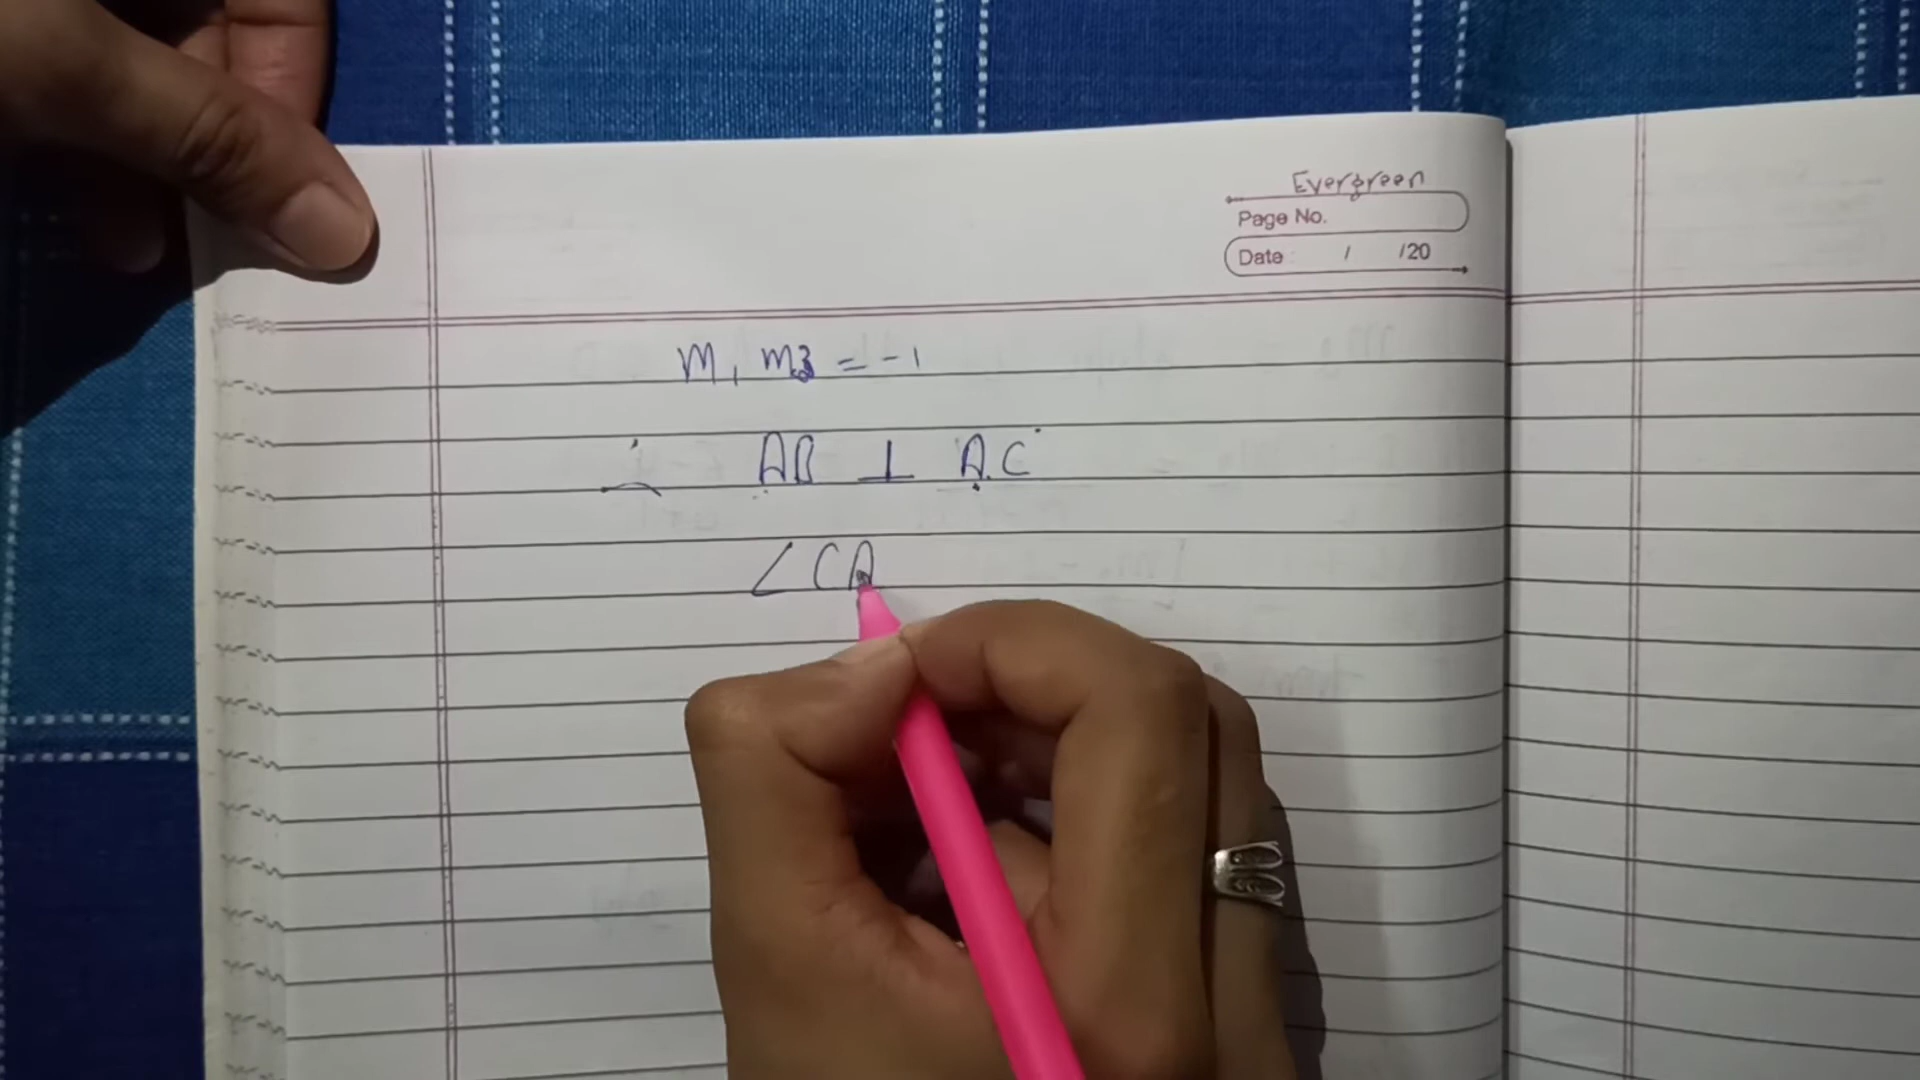 Evergreen
Page No.
Date : / /20
m₁ m₃ = -1
∴ AB ⊥ AC
∠CA